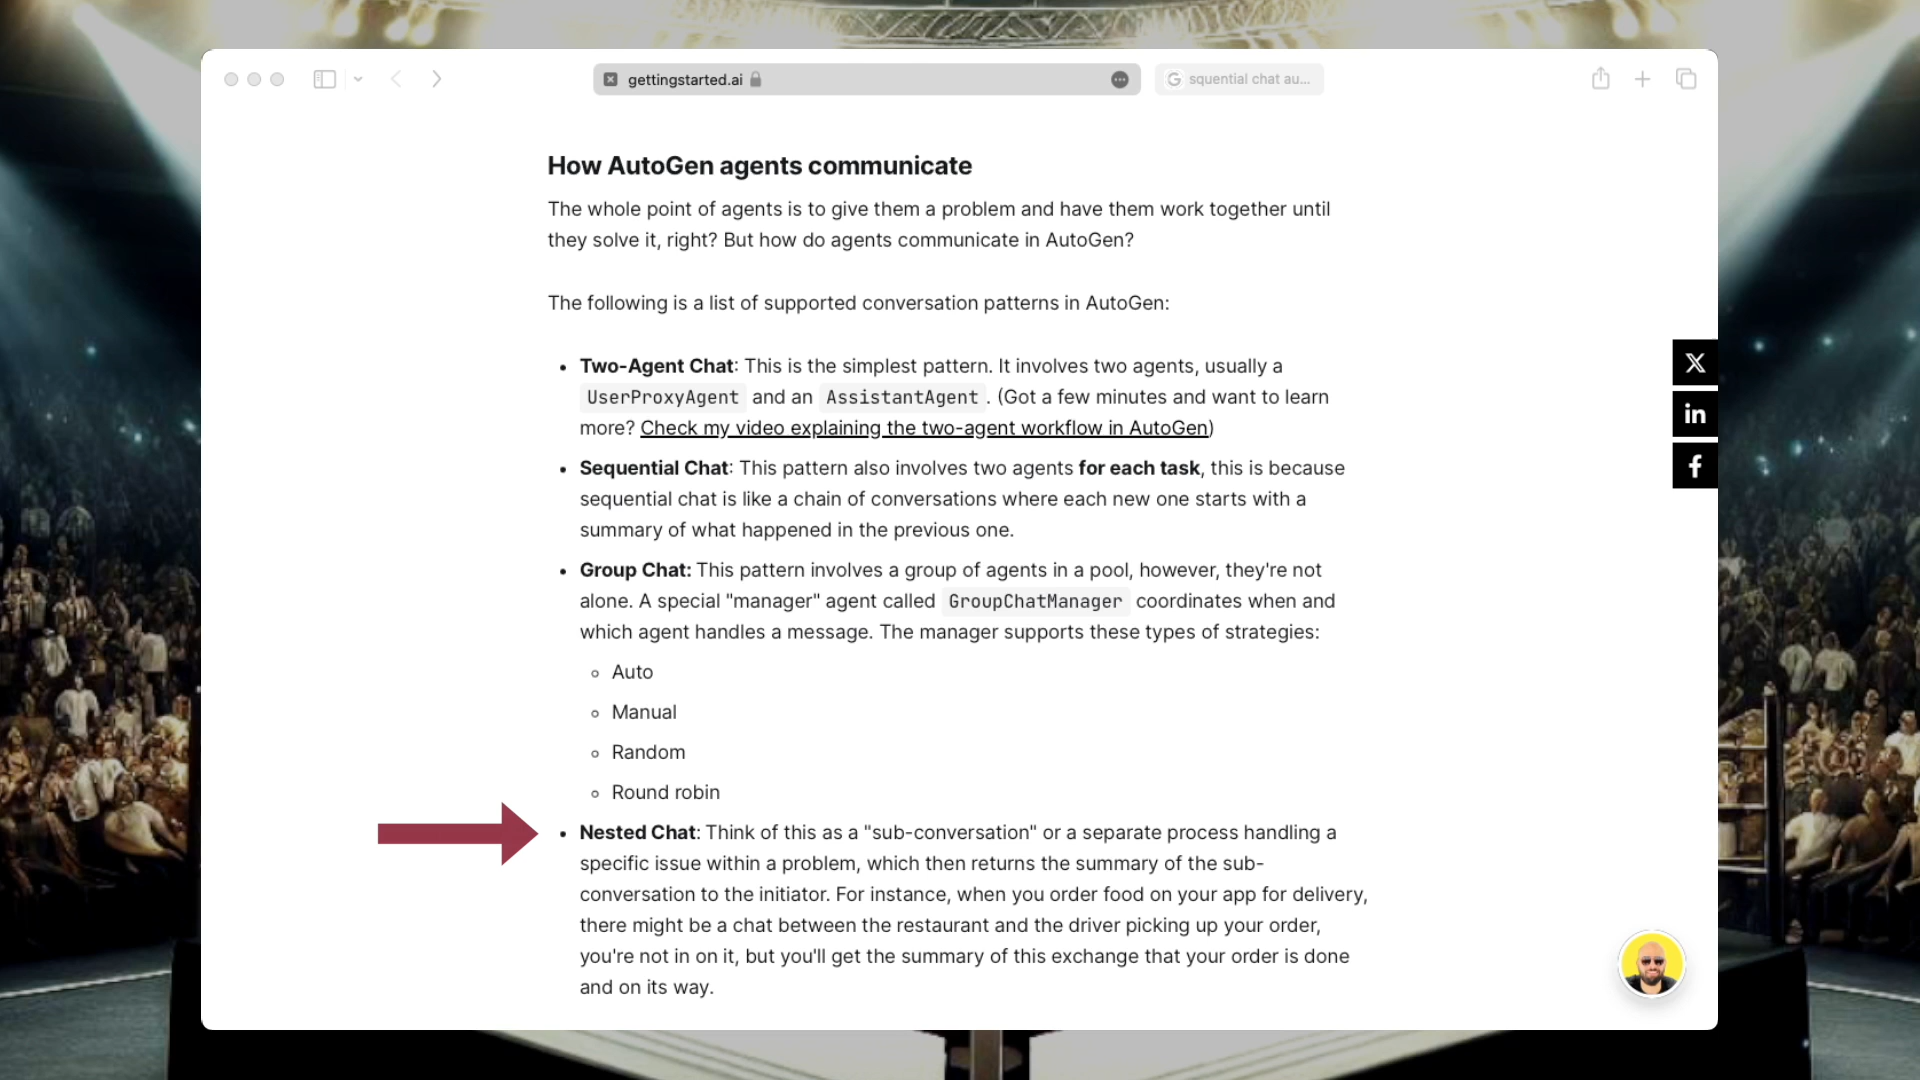 gettingstarted.ai
squential chat au...
How AutoGen agents communicate
The whole point of agents is to give them a problem and have them work together until
they solve it, right? But how do agents communicate in AutoGen?
The following is a list of supported conversation patterns in AutoGen:
Two-Agent Chat: This is the simplest pattern. It involves two agents, usually a
UserProxyAgent and an AssistantAgent . (Got a few minutes and want to learn
more? Check my video explaining the two-agent workflow in AutoGen)
Sequential Chat: This pattern also involves two agents for each task, this is because
sequential chat is like a chain of conversations where each new one starts with a
summary of what happened in the previous one.
Group Chat: This pattern involves a group of agents in a pool, however, they're not
alone. A special "manager" agent called GroupChatManager coordinates when and
which agent handles a message. The manager supports these types of strategies:
Auto
Manual
Random
Round robin
Nested Chat: Think of this as a "sub-conversation" or a separate process handling a
specific issue within a problem, which then returns the summary of the sub-
conversation to the initiator. For instance, when you order food on your app for delivery,
there might be a chat between the restaurant and the driver picking up your order,
you're not in on it, but you'll get the summary of this exchange that your order is done
and on its way.